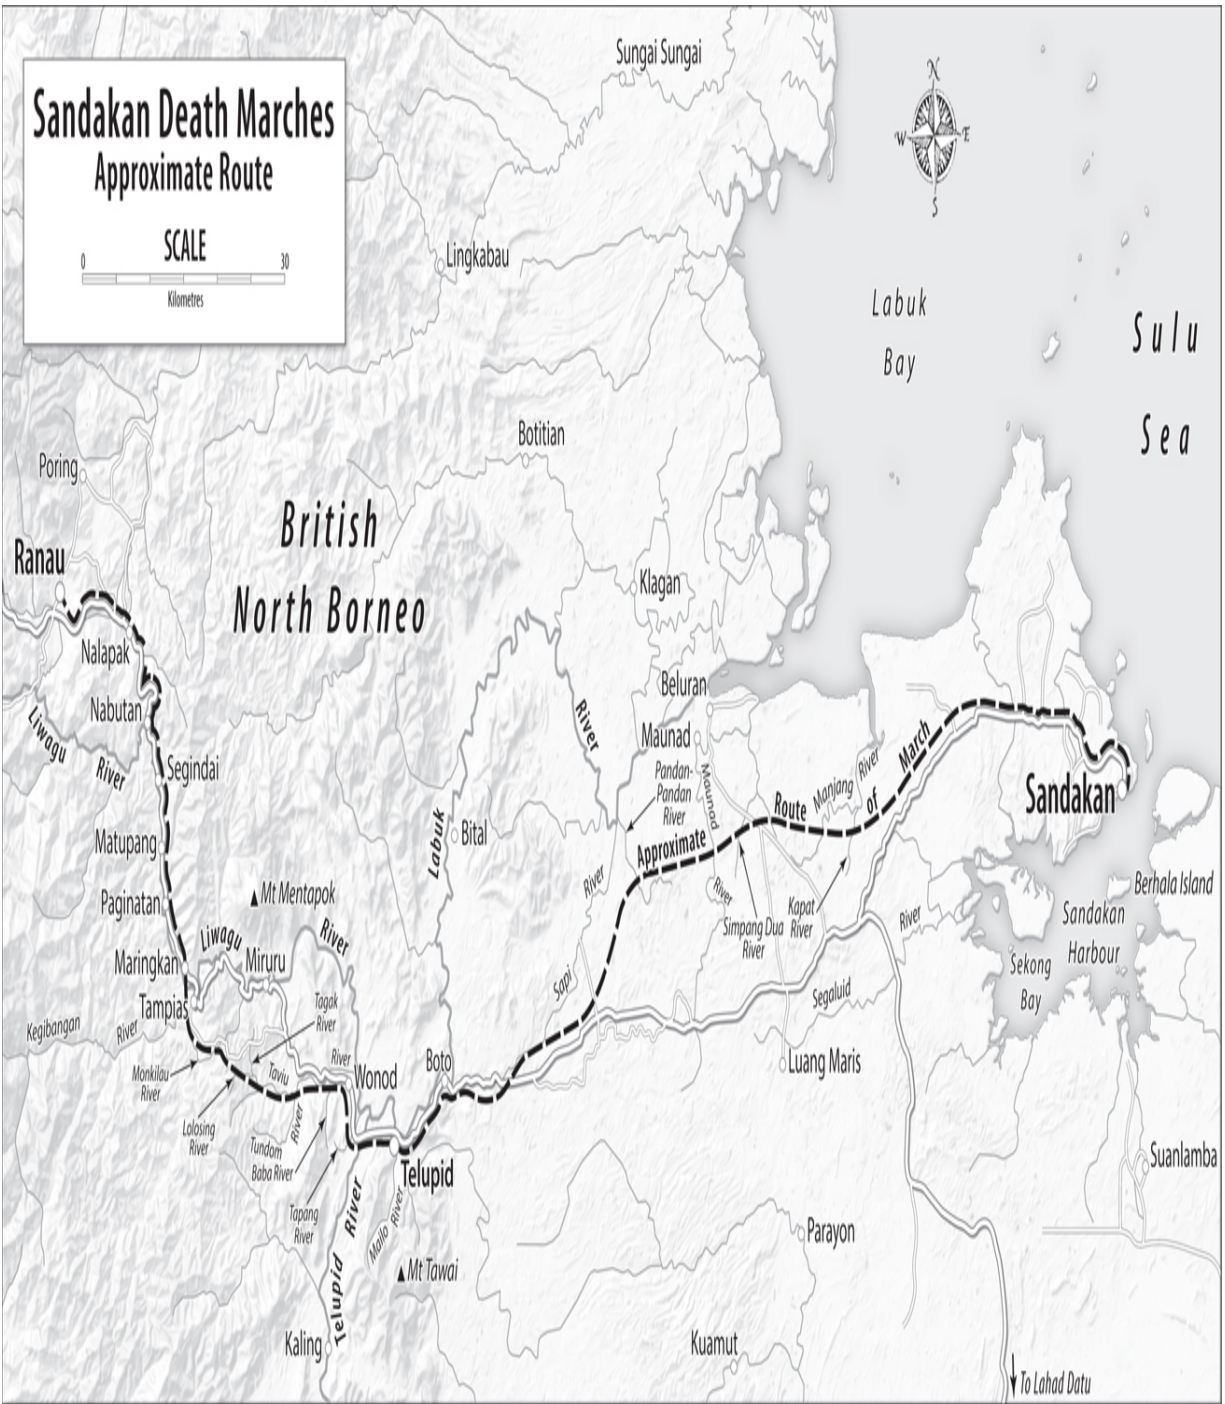 Sandakan Death Marches
Approximate Route
SCALE
0 30
Kilometres
Sungai Sungai
N
W E
S
Lingkabau
Labuk
Bay
Sulu
Sea
Botitian
Poring
British
North Borneo
Ranau
Klagan
Nalapak
Nabutan
Liwagu
River
Segindai
Beluran
Maunad
Maunad
River
Pandan-
Pandan
River
Labuk
River
Bital
Matupang
Paginatan
Mt Mentapok
Maringkan
Tampias
Liwagu
River
Miruru
Approximate
Route
of
March
Manjang
River
Sandakan
Berhala Island
Sandakan
Harbour
Sekong
Bay
Simpang Dua
River
Kapat
River
Sapi
River
Segaluid
River
Luang Maris
Kegibangan
River
Monkilau
River
Tagak
River
Taviu
River
Lolosing
River
Tundom
River
Baba River
Tapang
River
Wonod
Boto
Telupid
Telupid
River
Mailo
River
Mt Tawai
Kaling
Parayon
Kuamut
Suanlamba
To Lahad Datu